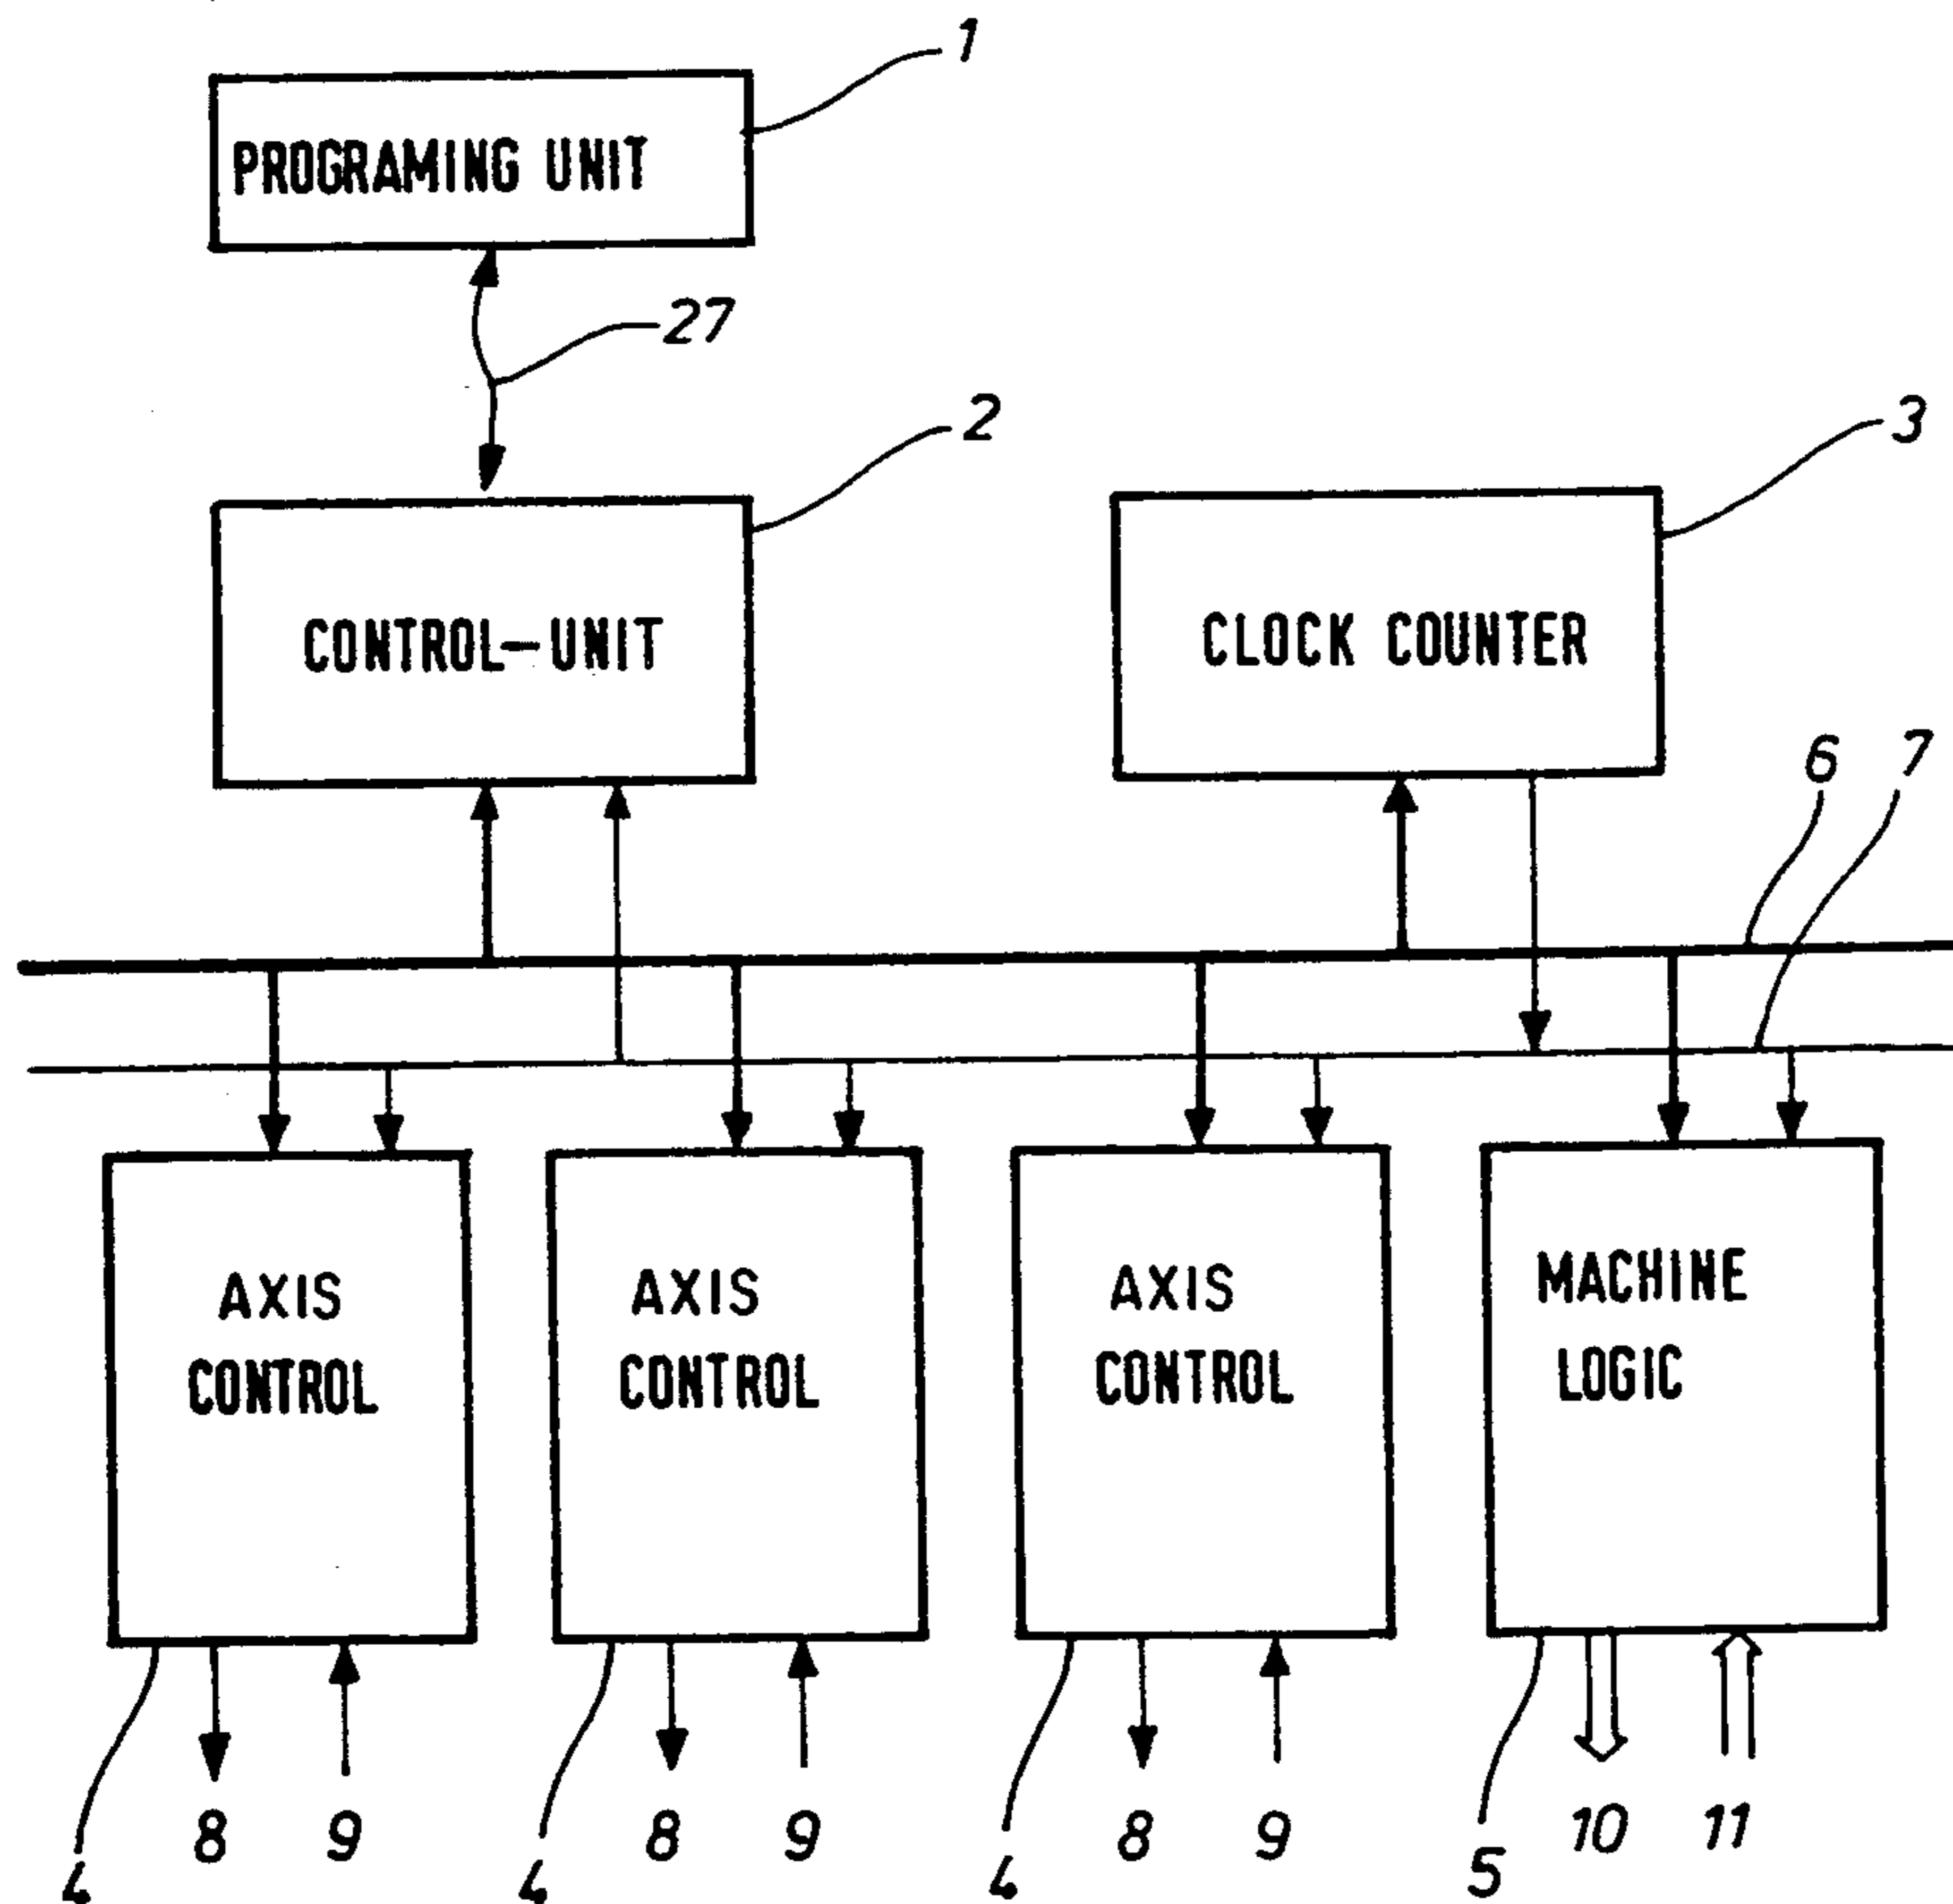 1
PROGRAMING UNIT
27
2
3
CONTROL-UNIT
CLOCK COUNTER
6
7
AXIS
CONTROL
AXIS
CONTROL
AXIS
CONTROL
MACHINE
LOGIC
4
8
9
4
8
9
4
8
9
5
10
11